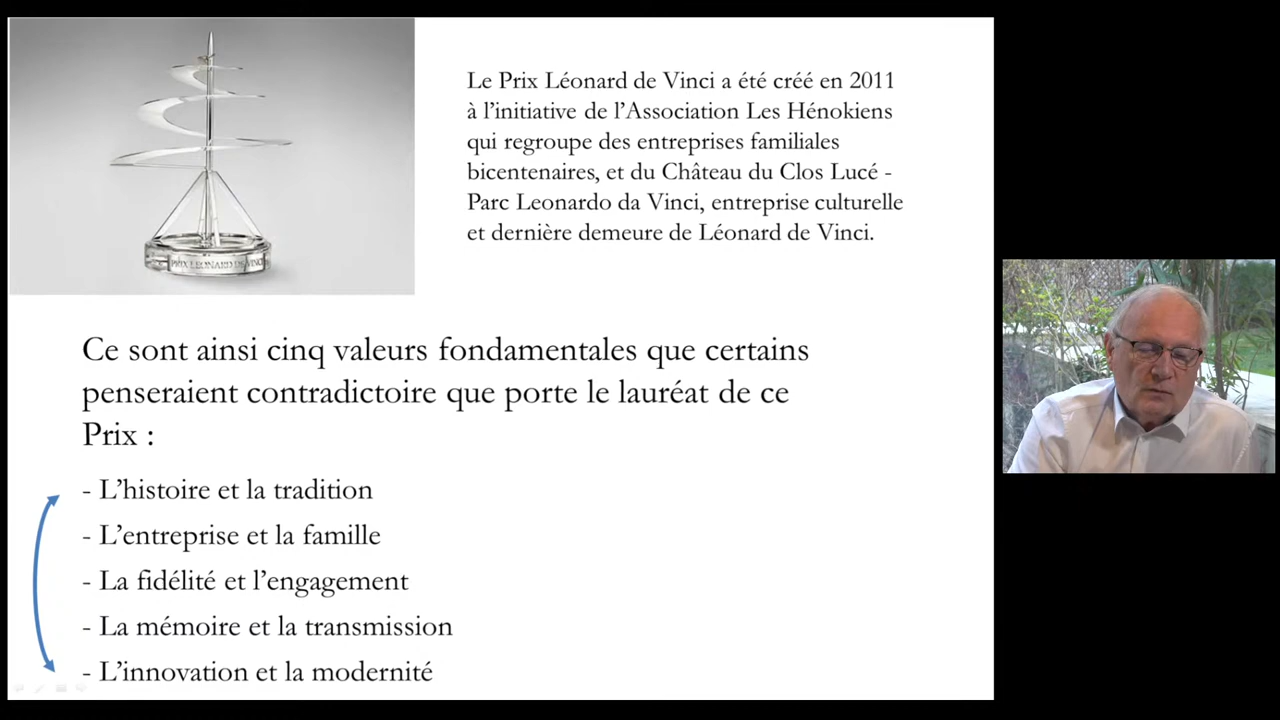 PRIX LEONARD DE VINCI
Le Prix Léonard de Vinci a été créé en 2011
à l’initiative de l’Association Les Hénokiens
qui regroupe des entreprises familiales
bicentenaires, et du Château du Clos Lucé -
Parc Leonardo da Vinci, entreprise culturelle
et dernière demeure de Léonard de Vinci.
Ce sont ainsi cinq valeurs fondamentales que certains
penseraient contradictoire que porte le lauréat de ce
Prix :
- L’histoire et la tradition
- L’entreprise et la famille
- La fidélité et l’engagement
- La mémoire et la transmission
- L’innovation et la modernité